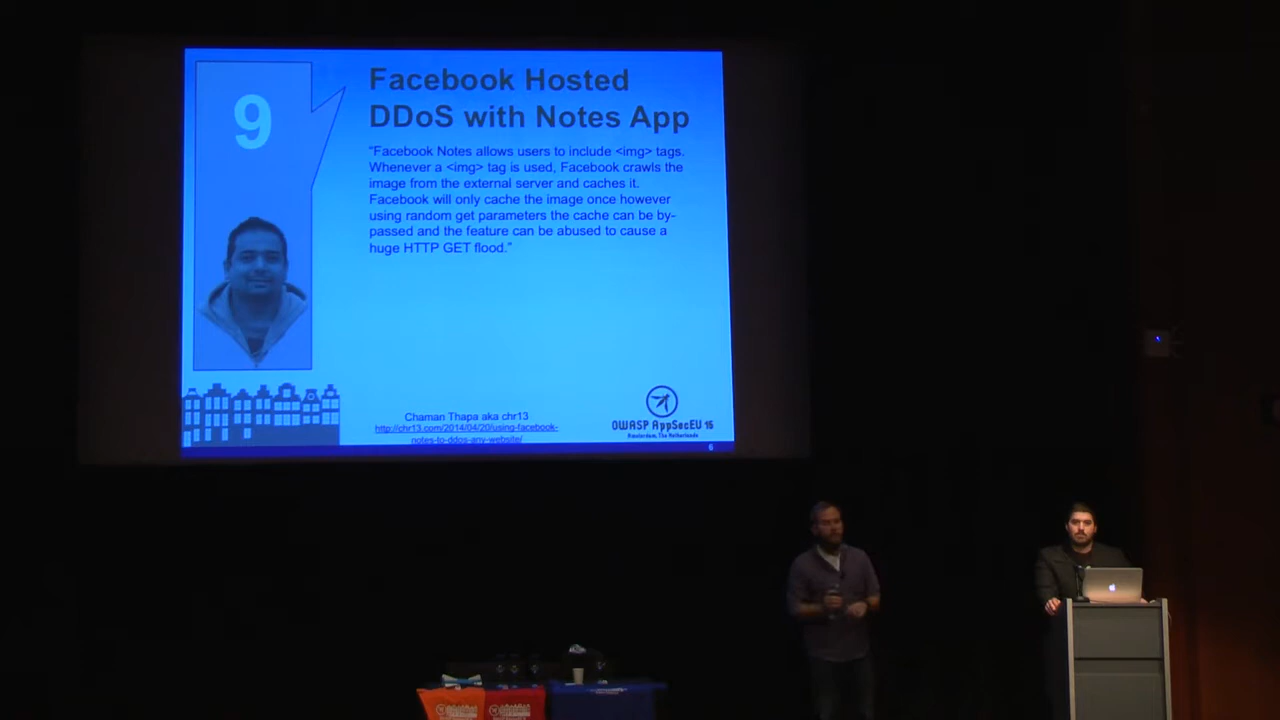 9
Facebook Hosted
DDoS with Notes App
“Facebook Notes allows users to include <img> tags.
Whenever a <img> tag is used, Facebook crawls the
image from the external server and caches it.
Facebook will only cache the image once however
using random get parameters the cache can be by-
passed and the feature can be abused to cause a
huge HTTP GET flood.”
Chaman Thapa aka chr13
http://chr13.com/2014/04/20/using-facebook-
notes-to-ddos-any-website/
OWASP AppSecEU 15
Amsterdam, The Netherlands
6